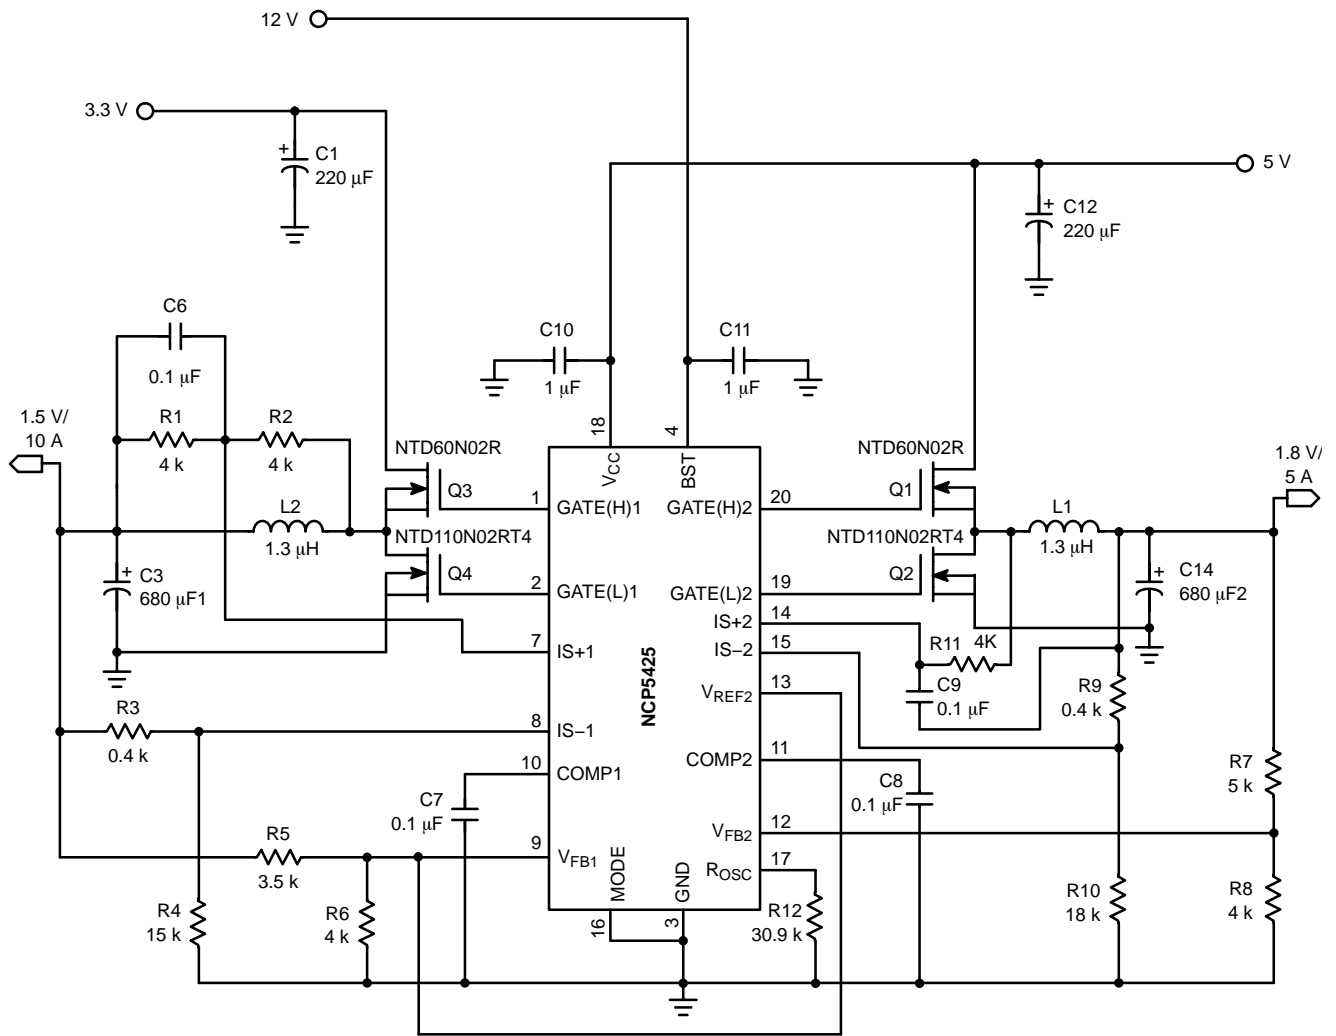 12 V
3.3 V
C1
220 μF
5 V
C12
220 μF
C6
0.1 μF
C10
1 μF
C11
1 μF
1.5 V/
10 A
R1
4 k
R2
4 k
L2
1.3 μH
C3
680 μF1
NTD60N02R
Q3
NTD110N02RT4
Q4
18
4
VCC
BST
1
GATE(H)1
GATE(H)2
20
2
GATE(L)1
GATE(L)2
19
IS+2
14
7
IS+1
IS−2
15
NCP5425
VREF2
13
8
IS−1
10
COMP1
COMP2
11
9
VFB1
VFB2
12
ROSC
17
MODE
GND
16
3
NTD60N02R
Q1
NTD110N02RT4
Q2
L1
1.3 μH
1.8 V/
5 A
C14
680 μF2
R11
4K
C9
0.1 μF
R9
0.4 k
R3
0.4 k
C7
0.1 μF
C8
0.1 μF
R7
5 k
R5
3.5 k
R4
15 k
R6
4 k
R12
30.9 k
R10
18 k
R8
4 k